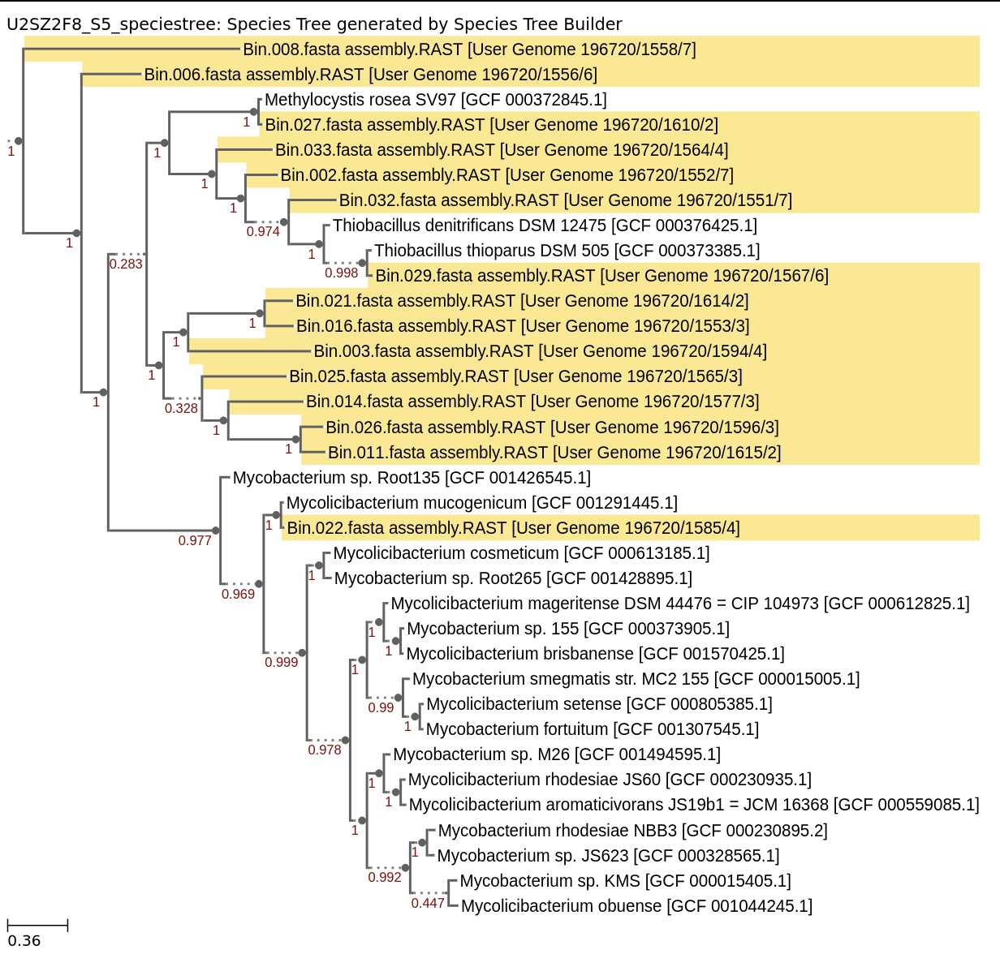 U2SZ2F8_S5_speciestree: Species Tree generated by Species Tree Builder
Bin.008.fasta assembly.RAST [User Genome 196720/1558/7]
Bin.006.fasta assembly.RAST [User Genome 196720/1556/6]
Methylocystis rosea SV97 [GCF 000372845.1]
1
Bin.027.fasta assembly.RAST [User Genome 196720/1610/2]
1
1
Bin.033.fasta assembly.RAST [User Genome 196720/1564/4]
1
Bin.002.fasta assembly.RAST [User Genome 196720/1552/7]
1
Bin.032.fasta assembly.RAST [User Genome 196720/1551/7]
0.974
Thiobacillus denitrificans DSM 12475 [GCF 000376425.1]
1
1
Thiobacillus thioparus DSM 505 [GCF 000373385.1]
0.283
0.998
Bin.029.fasta assembly.RAST [User Genome 196720/1567/6]
Bin.021.fasta assembly.RAST [User Genome 196720/1614/2]
1
Bin.016.fasta assembly.RAST [User Genome 196720/1553/3]
1
Bin.003.fasta assembly.RAST [User Genome 196720/1594/4]
1
Bin.025.fasta assembly.RAST [User Genome 196720/1565/3]
1
0.328
Bin.014.fasta assembly.RAST [User Genome 196720/1577/3]
1
Bin.026.fasta assembly.RAST [User Genome 196720/1596/3]
1
Bin.011.fasta assembly.RAST [User Genome 196720/1615/2]
Mycobacterium sp. Root135 [GCF 001426545.1]
Mycolicibacterium mucogenicum [GCF 001291445.1]
1
Bin.022.fasta assembly.RAST [User Genome 196720/1585/4]
0.977
Mycolicibacterium cosmeticum [GCF 000613185.1]
1
Mycobacterium sp. Root265 [GCF 001428895.1]
0.969
Mycolicibacterium mageritense DSM 44476 = CIP 104973 [GCF 000612825.1]
1
Mycobacterium sp. 155 [GCF 000373905.1]
1
Mycolicibacterium brisbanense [GCF 001570425.1]
0.999
1
Mycobacterium smegmatis str. MC2 155 [GCF 000015005.1]
0.99
Mycolicibacterium setense [GCF 000805385.1]
1
Mycobacterium fortuitum [GCF 001307545.1]
0.978
Mycobacterium sp. M26 [GCF 001494595.1]
1
Mycolicibacterium rhodesiae JS60 [GCF 000230935.1]
1
Mycolicibacterium aromaticivorans JS19b1 = JCM 16368 [GCF 000559085.1]
1
Mycobacterium rhodesiae NBB3 [GCF 000230895.2]
1
Mycobacterium sp. JS623 [GCF 000328565.1]
0.992
Mycobacterium sp. KMS [GCF 000015405.1]
0.447
Mycolicibacterium obuense [GCF 001044245.1]
0.36